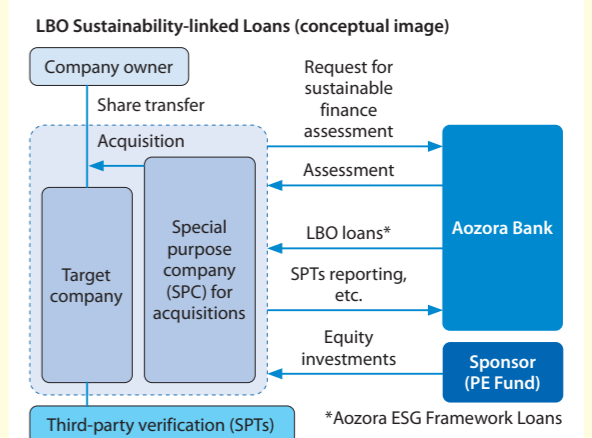 LBO Sustainability-linked Loans (conceptual image)
Company owner
Share transfer
Acquisition
Target
company
Special
purpose
company
(SPC) for
acquisitions
Request for
sustainable
finance
assessment
Assessment
LBO loans*
SPTs reporting,
etc.
Equity
investments
Aozora Bank
Sponsor
(PE Fund)
Third-party verification (SPTs)
*Aozora ESG Framework Loans